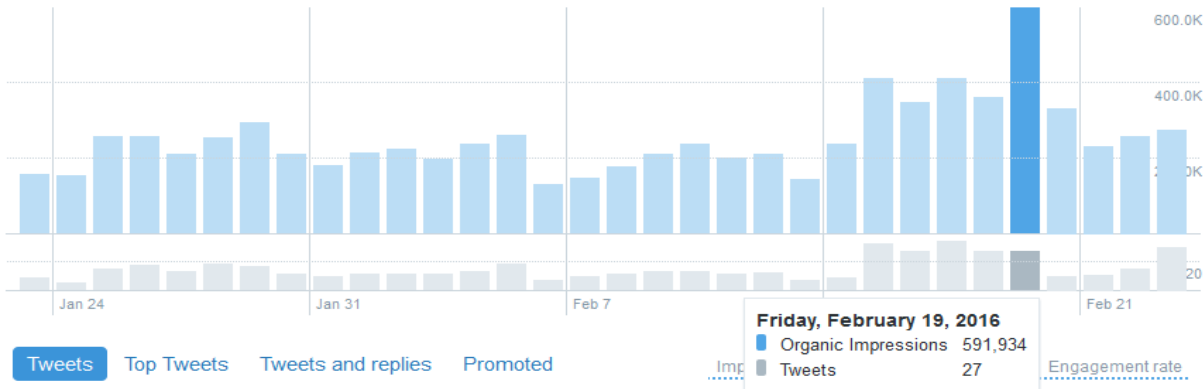 600.0K
400.0K
20
Jan 24
Jan 31
Feb 7
Feb 21
Friday, February 19, 2016
Organic Impressions 591,934
Tweets 27
Tweets
Top Tweets
Tweets and replies
Promoted
Engagement rate